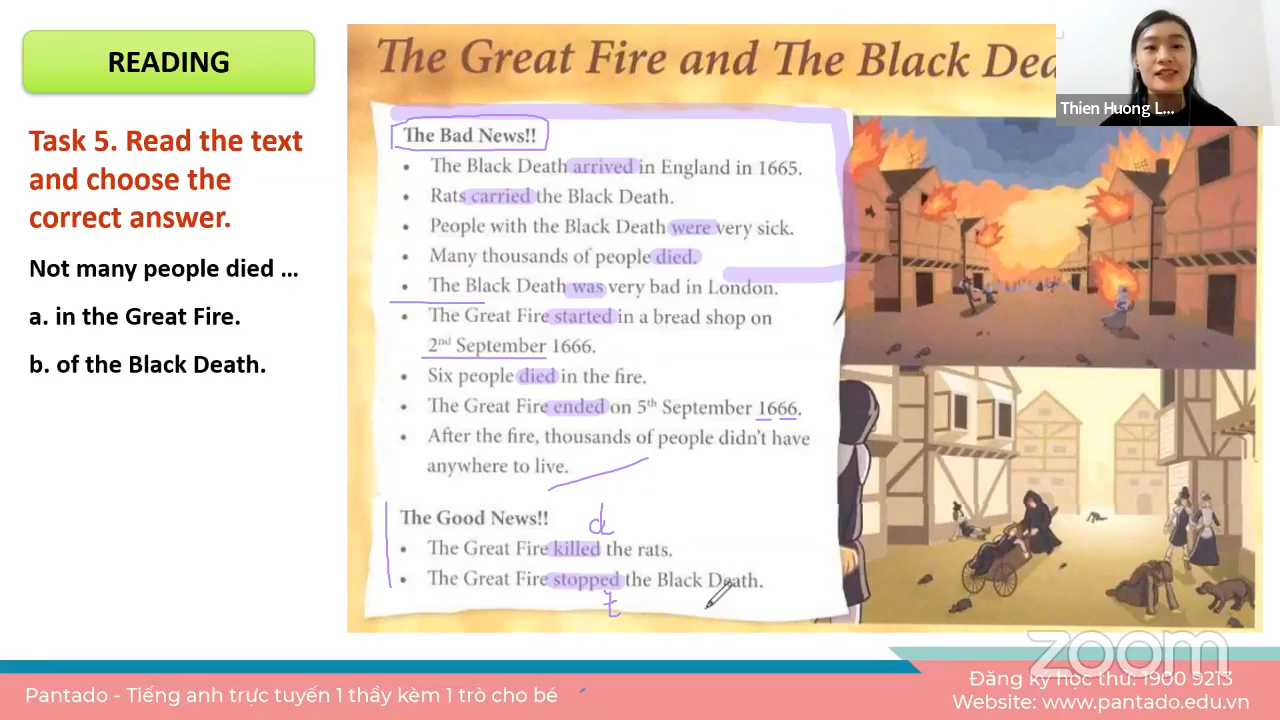 READING
Task 5. Read the text
and choose the
correct answer.
Not many people died ...
a. in the Great Fire.
b. of the Black Death.
The Great Fire and The Black Dea
Thien Huong L...
The Bad News!!
• The Black Death arrived in England in 1665.
• Rats carried the Black Death.
• People with the Black Death were very sick.
• Many thousands of people died.
• The Black Death was very bad in London.
• The Great Fire started in a bread shop on
2nd September 1666.
• Six people died in the fire.
• The Great Fire ended on 5th September 1666.
• After the fire, thousands of people didn't have
anywhere to live.
The Good News!!
d
• The Great Fire killed the rats.
• The Great Fire stopped the Black Death.
t
zoom
Pantado - Tiếng anh trực tuyến 1 thầy kèm 1 trò cho bé
Đăng ký học thử: 1900 9213
Website: www.pantado.edu.vn